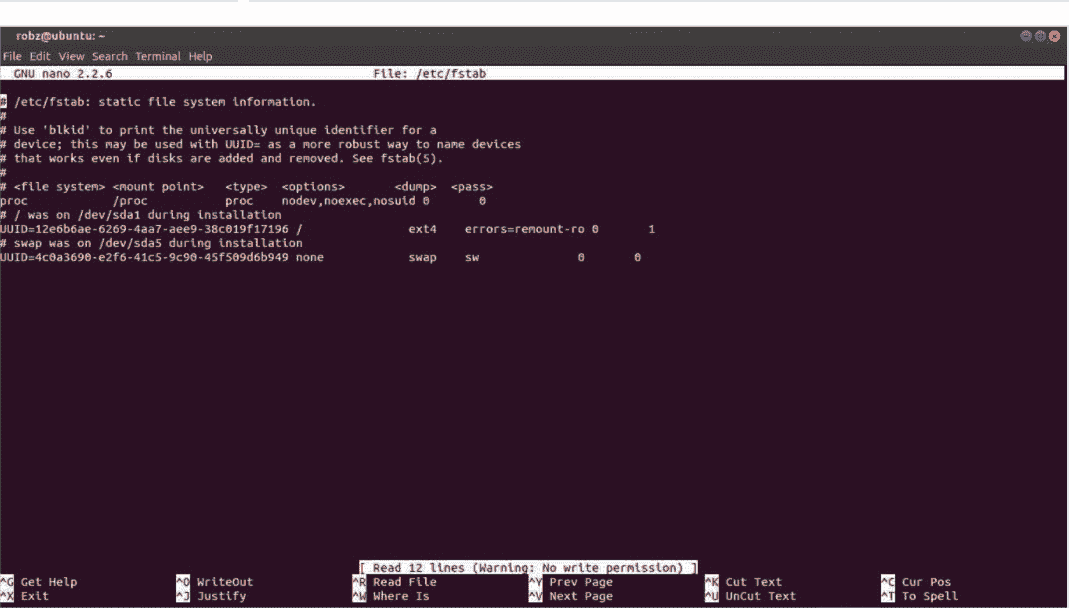 robz@ubuntu: ~
File Edit View Search Terminal Help
GNU nano 2.2.6 File: /etc/fstab
# /etc/fstab: static file system information.
#
# Use 'blkid' to print the universally unique identifier for a
# device; this may be used with UUID= as a more robust way to name devices
# that works even if disks are added and removed. See fstab(5).
#
# <file system> <mount point> <type> <options> <dump> <pass>
proc /proc proc nodev,noexec,nosuid 0 0
# / was on /dev/sda1 during installation
UUID=12e6b6ae-6269-4aa7-aee9-38c019f17196 / ext4 errors=remount-ro 0 1
# swap was on /dev/sda5 during installation
UUID=4c0a3690-e2f6-41c5-9c90-45f509d6b949 none swap sw 0 0
[ Read 12 lines (Warning: No write permission) ]
^G Get Help ^O WriteOut ^R Read File ^Y Prev Page ^K Cut Text ^C Cur Pos
^X Exit ^J Justify ^W Where Is ^V Next Page ^U UnCut Text ^T To Spell